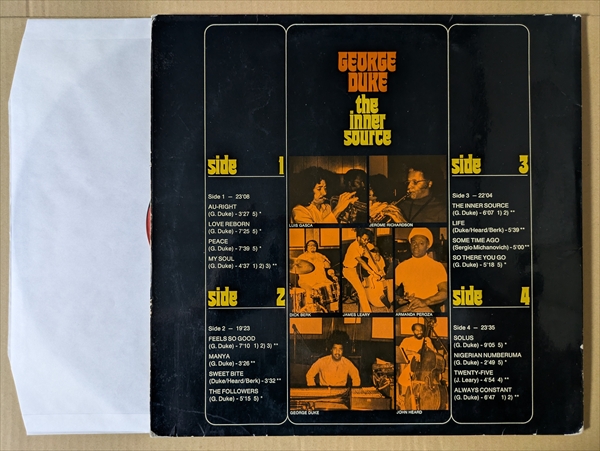 GEORGE
DUKE
the
inner
source
side 1
Side 1 — 23'08
AU-RIGHT
(G. Duke) - 3'27 5) *
LOVE REBORN
(G. Duke) - 7'25 5) *
PEACE
(G. Duke) - 7'39 5) *
MY SOUL
(G. Duke) - 4'37 1) 2) 3) **
side 2
Side 2 — 19'23
FEELS SO GOOD
(G. Duke) - 7'10 1) 2) 3) **
MANYA
(G. Duke) - 3'26 **
SWEET BITE
(Duke/Heard/Berk) - 3'32 **
THE FOLLOWERS
(G. Duke) - 5'15 5) *
LUIS GASCA
JEROME RICHARDSON
DICK BERK
JAMES LEARY
ARMANDA PEROZA
GEORGE DUKE
JOHN HEARD
side 3
Side 3 — 22'04
THE INNER SOURCE
(G. Duke) - 6'07 1) 2) **
LIFE
(Duke/Heard/Berk) - 5'39 **
SOME TIME AGO
(Sergio Michanovich) - 5'00 **
SO THERE YOU GO
(G. Duke) - 5'18 5) *
side 4
Side 4 — 23'35
SOLUS
(G. Duke) - 9'05 5) *
NIGERIAN NUMBERUMA
(G. Duke) - 2'49 5) *
TWENTY-FIVE
(J. Leary) - 4'54 4) **
ALWAYS CONSTANT
(G. Duke) - 6'47 1) 2) **